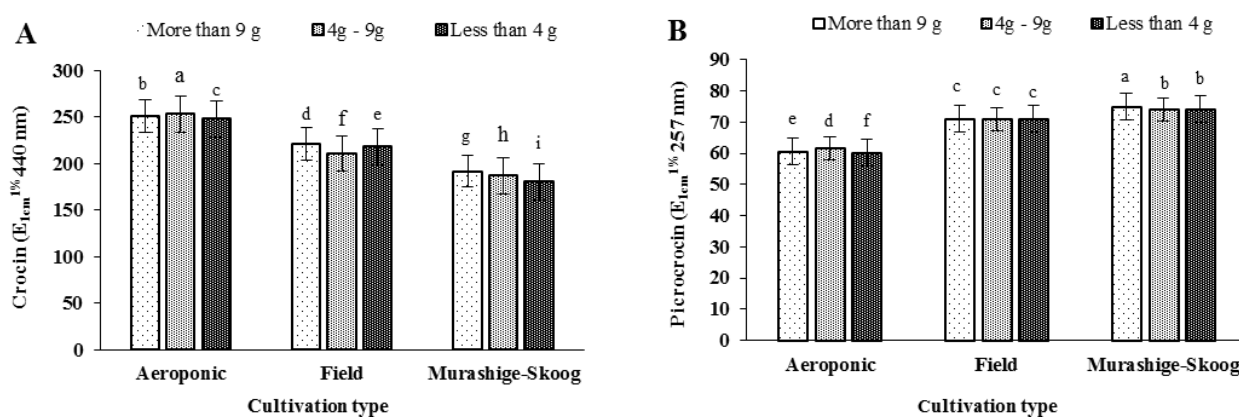 A
More than 9 g
4g - 9g
Less than 4 g
Crocin (E1cm1% 440 nm)
300
250
200
150
100
50
0
b
a
c
d
f
e
g
h
i
Aeroponic
Field
Murashige-Skoog
Cultivation type
B
More than 9 g
4g - 9g
Less than 4 g
Picrocrocin (E1cm1% 257 nm)
90
80
70
60
50
40
30
20
10
0
e
d
f
c
c
c
a
b
b
Aeroponic
Field
Murashige-Skoog
Cultivation type